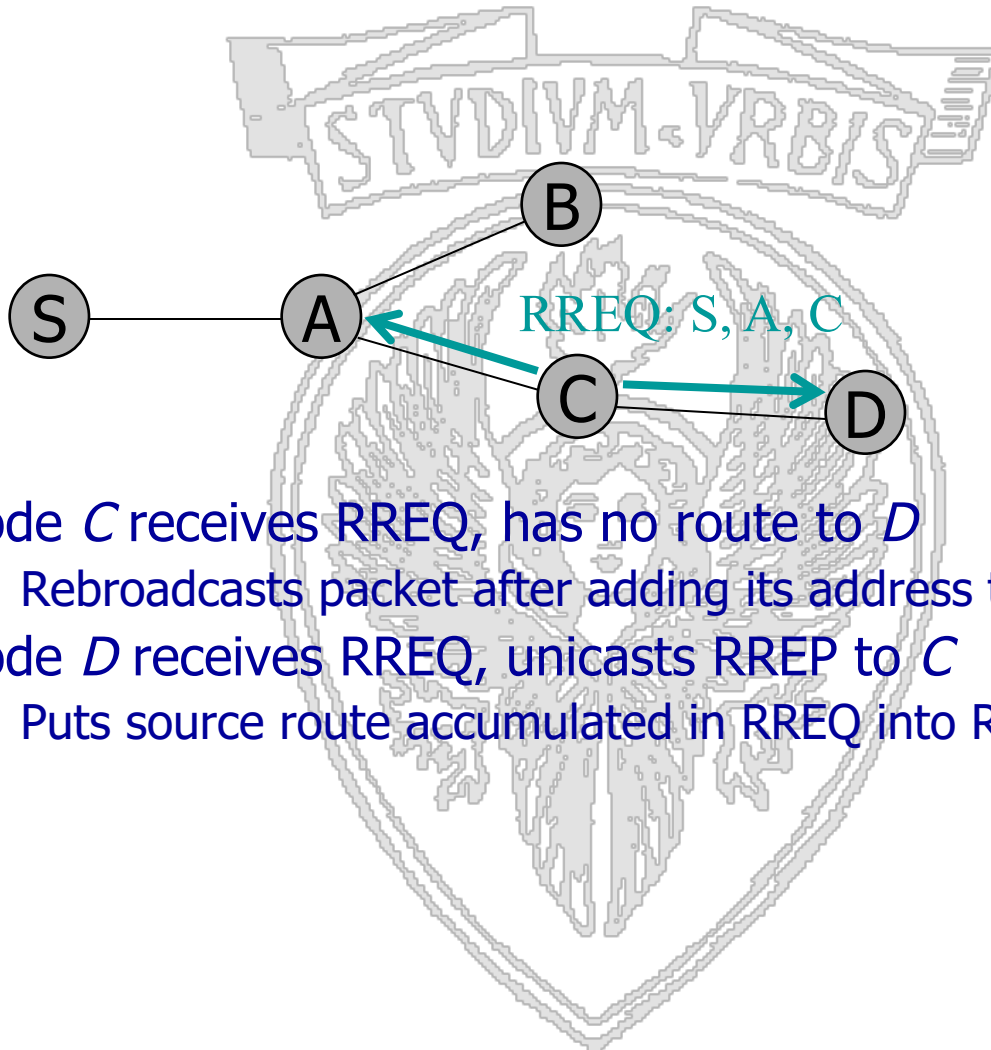 STVDIVM VRBIS
B
S
A
RREQ: S, A, C
C
D
ode C receives RREQ, has no route to D
Rebroadcasts packet after adding its address
ode D receives RREQ, unicasts RREP to C
Puts source route accumulated in RREQ into